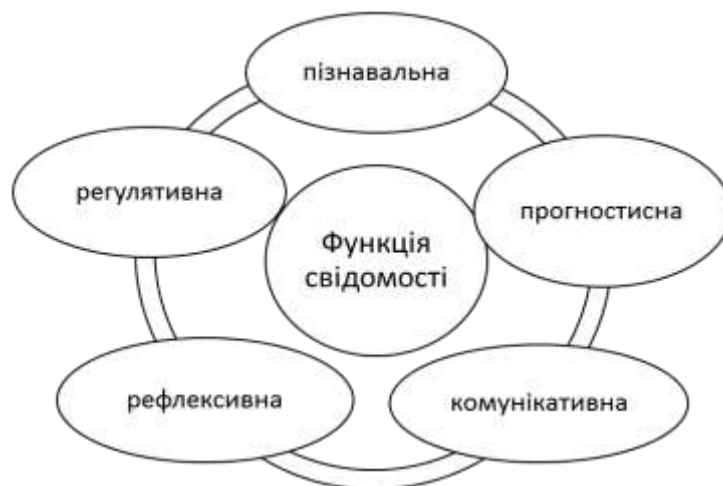 пізнавальна
регулятивна
прогностисна
Функція
свідомості
рефлексивна
комунікативна